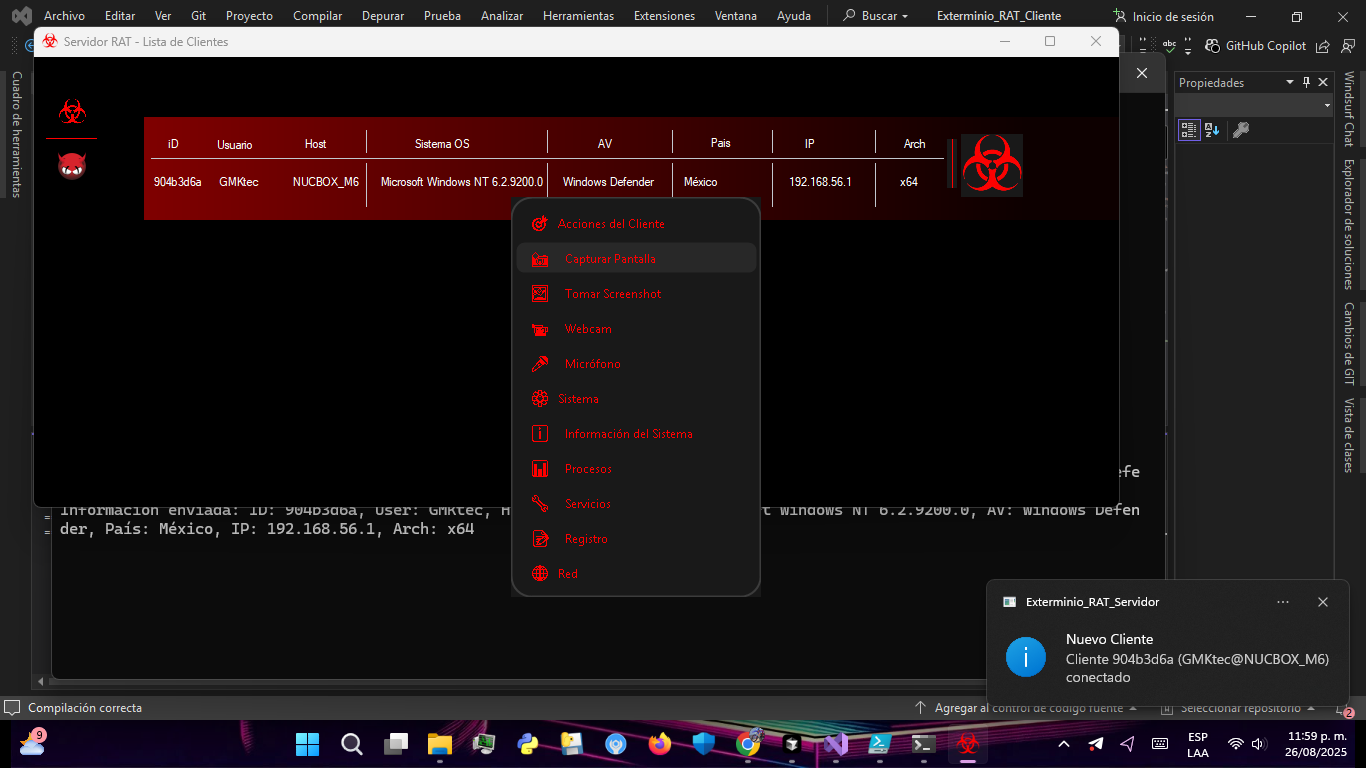 Archivo Editar Ver Git Proyecto Compilar Depurar Prueba Analizar Herramientas Extensiones Ventana Ayuda Buscar Exterminio_RAT_Cliente Inicio de sesión
Servidor RAT - Lista de Clientes
abc GitHub Copilot
Propiedades
Cuadro de herramientas
Windsurf Chat
Explorador de soluciones
Cambios de GIT
Vista de clases
iD Usuario Host Sistema OS AV Pais IP Arch
904b3d6a GMKtec NUCBOX_M6 Microsoft Windows NT 6.2.9200.0 Windows Defender México 192.168.56.1 x64
Acciones del Cliente
Capturar Pantalla
Tomar Screenshot
Webcam
Micrófono
Sistema
Información del Sistema
Procesos
Servicios
Registro
Red
efe
Información enviada: ID: 904b3d6a, User: GMKtec, H t Windows NT 6.2.9200.0, AV: Windows Defen
der, País: México, IP: 192.168.56.1, Arch: x64
Exterminio_RAT_Servidor
Nuevo Cliente
Cliente 904b3d6a (GMKtec@NUCBOX_M6)
conectado
Compilación correcta Agregar al control de código fuente Seleccionar repositorio 2
9
ESP
LAA
11:59 p. m.
26/08/2025